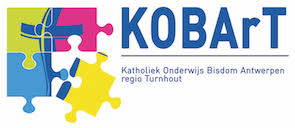 KOBArT
Katholiek Onderwijs Bisdom Antwerpen
regio Turnhout